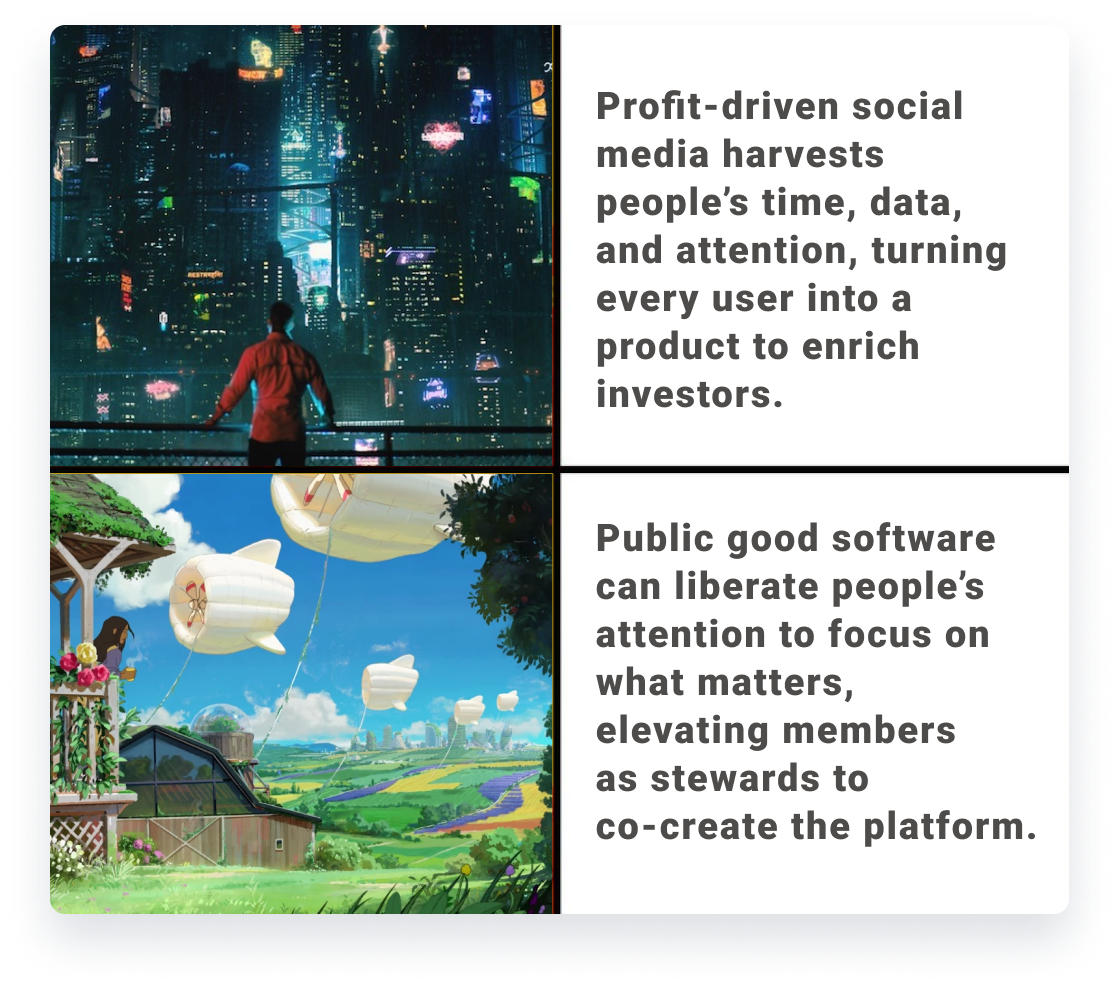 Profit-driven social
media harvests
people’s time, data,
and attention, turning
every user into a
product to enrich
investors.
Public good software
can liberate people’s
attention to focus on
what matters,
elevating members
as stewards to
co-create the platform.